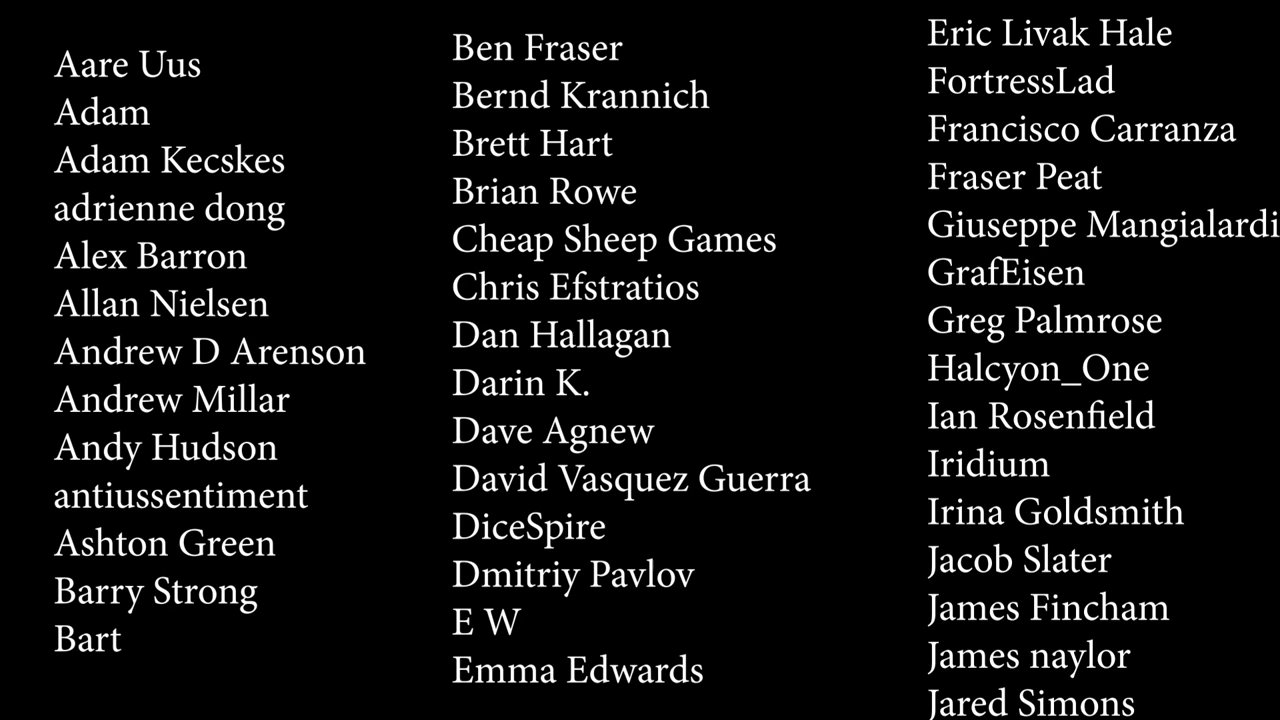 Aare Uus
Adam
Adam Kecskes
adrienne dong
Alex Barron
Allan Nielsen
Andrew D Arenson
Andrew Millar
Andy Hudson
antiussentiment
Ashton Green
Barry Strong
Bart
Ben Fraser
Bernd Krannich
Brett Hart
Brian Rowe
Cheap Sheep Games
Chris Efstratios
Dan Hallagan
Darin K.
Dave Agnew
David Vasquez Guerra
DiceSpire
Dmitriy Pavlov
E W
Emma Edwards
Eric Livak Hale
FortressLad
Francisco Carranza
Fraser Peat
Giuseppe Mangialardi
GrafEisen
Greg Palmrose
Halcyon_One
Ian Rosenfield
Iridium
Irina Goldsmith
Jacob Slater
James Fincham
James naylor
Jared Simons